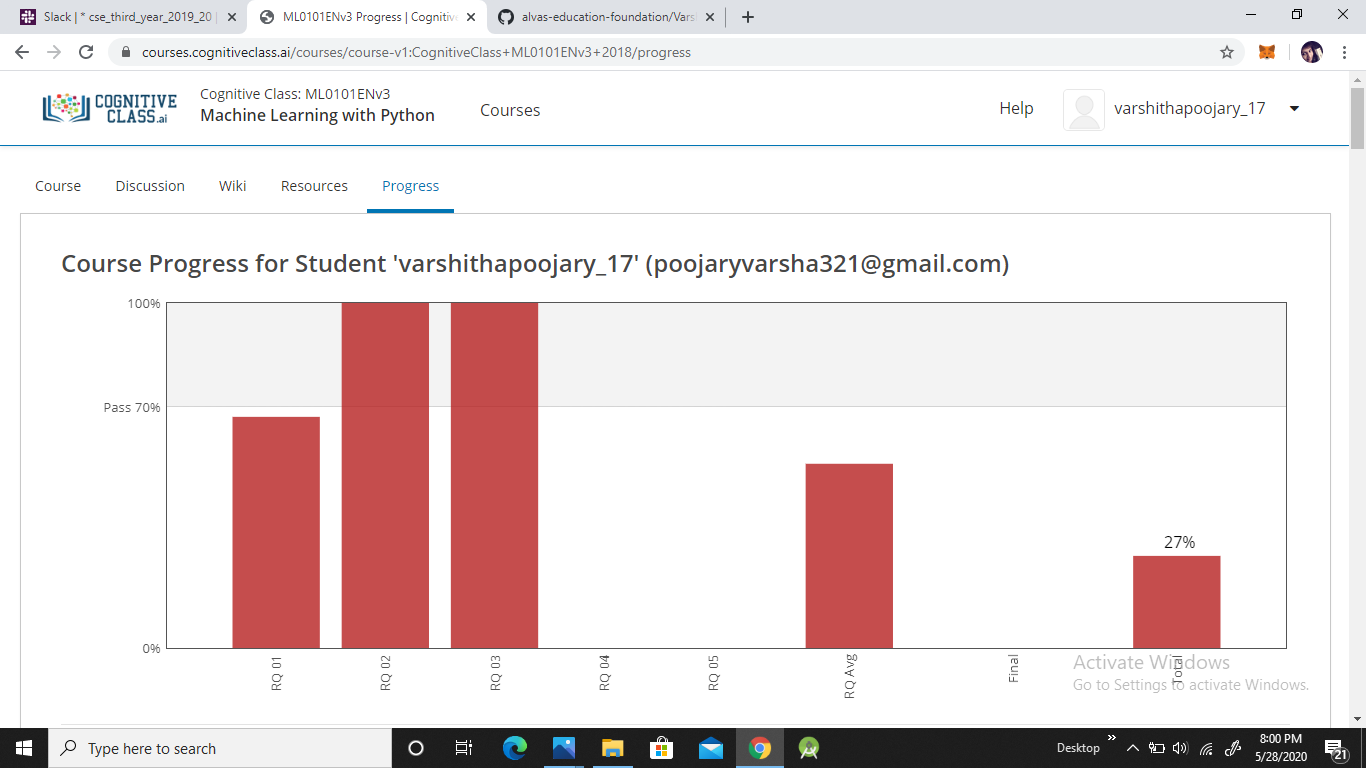 Slack | * cse_third_year_2019_20 |
ML0101ENv3 Progress | Cognitive
alvas-education-foundation/Vars
courses.cognitiveclass.ai/courses/course-v1:CognitiveClass+ML0101ENv3+2018/progress
COGNITIVE
CLASS.ai
Cognitive Class: ML0101ENv3
Machine Learning with Python
Courses
Help
varshithapoojary_17
Course Discussion Wiki Resources Progress
Course Progress for Student 'varshithapoojary_17' (poojaryvarsha321@gmail.com)
100%
Pass 70%
27%
0%
RQ 01
RQ 02
RQ 03
RQ 04
RQ 05
RQ Avg
Final
Total
Activate Windows
Go to Settings to activate Windows.
Type here to search
Desktop
8:00 PM
5/28/2020
21